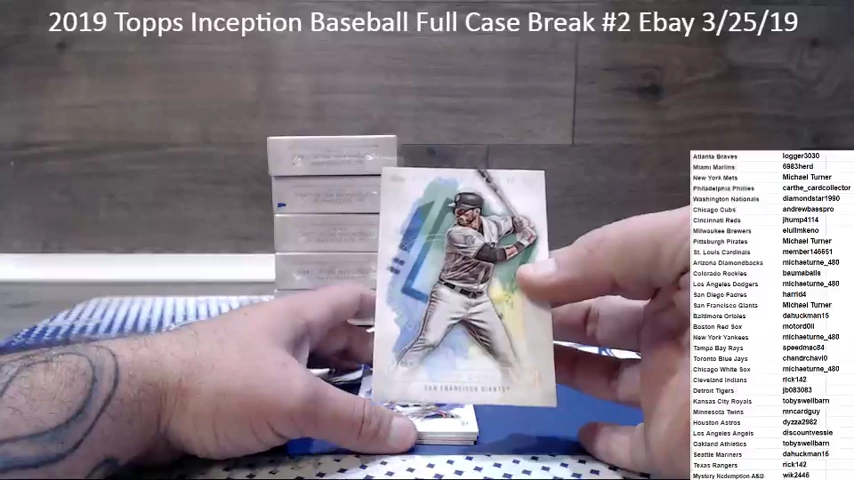 2019 Topps Inception Baseball Full Case Break #2 Ebay 3/25/19
Atlanta Braves logger3030
Miami Marlins 6983herd
New York Mets Michael Turner
Philadelphia Phillies carthe_cardcollector
Washington Nationals diamondstar1990
Chicago Cubs andrewbasspro
Cincinnati Reds jhump4114
Milwaukee Brewers
Pittsburgh Pirates Michael Turner
St. Louis Cardinals member146651
Arizona Diamondbacks michaeturne_480
Colorado Rockies baumaballs
Los Angeles Dodgers michaeturne_480
San Diego Padres harrid4
San Francisco Giants Michael Turner
Baltimore Orioles dahuckman15
Boston Red Sox
New York Yankees michaeturne_480
Tampa Bay Rays speedmac84
Toronto Blue Jays
Chicago White Sox michaeturne_480
Cleveland Indians rick142
Detroit Tigers jb083083
Kansas City Royals tobyswellbarn
Minnesota Twins mncardguy
Houston Astros dyzza2982
Los Angels Angels discountvessie
Oakland Athletics tobyswellbarn
Seattle Mariners dahuckman15
Texas Rangers rick142
Mystery Redemption wik2446
SAN FRANCISCO GIANTS